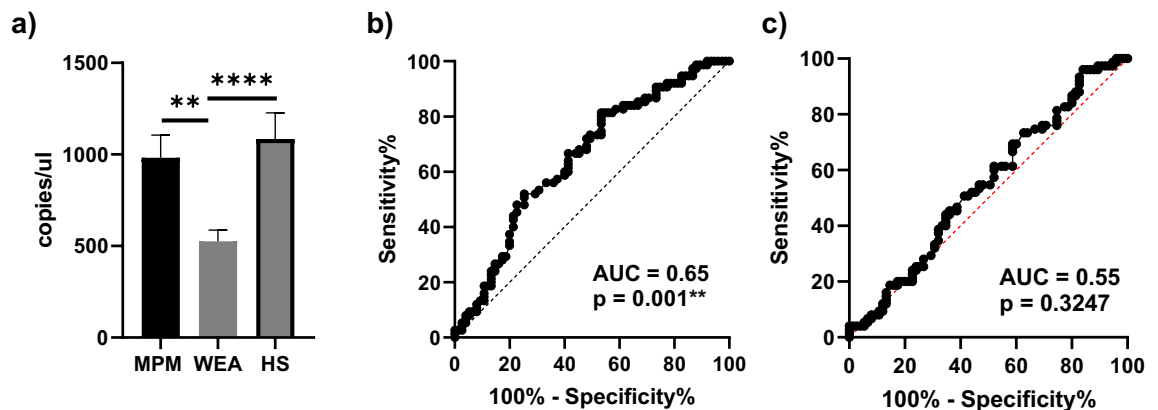 a)
copies/ul
1500
1000
500
0
**
****
MPM WEA HS
b)
Sensitivity%
100
80
60
40
20
0
AUC = 0.65
p = 0.001**
0 20 40 60 80 100
100% - Specificity%
c)
Sensitivity%
100
80
60
40
20
0
AUC = 0.55
p = 0.3247
0 20 40 60 80 100
100% - Specificity%